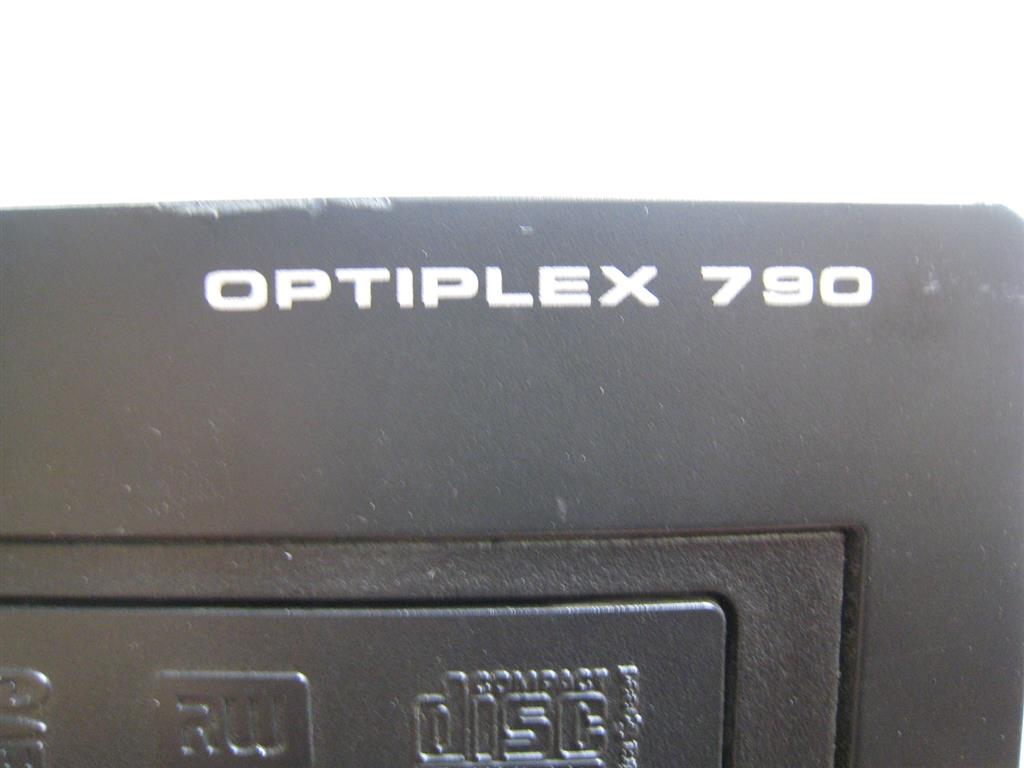 OPTIPLEX 790
RW
COMPACT
disc